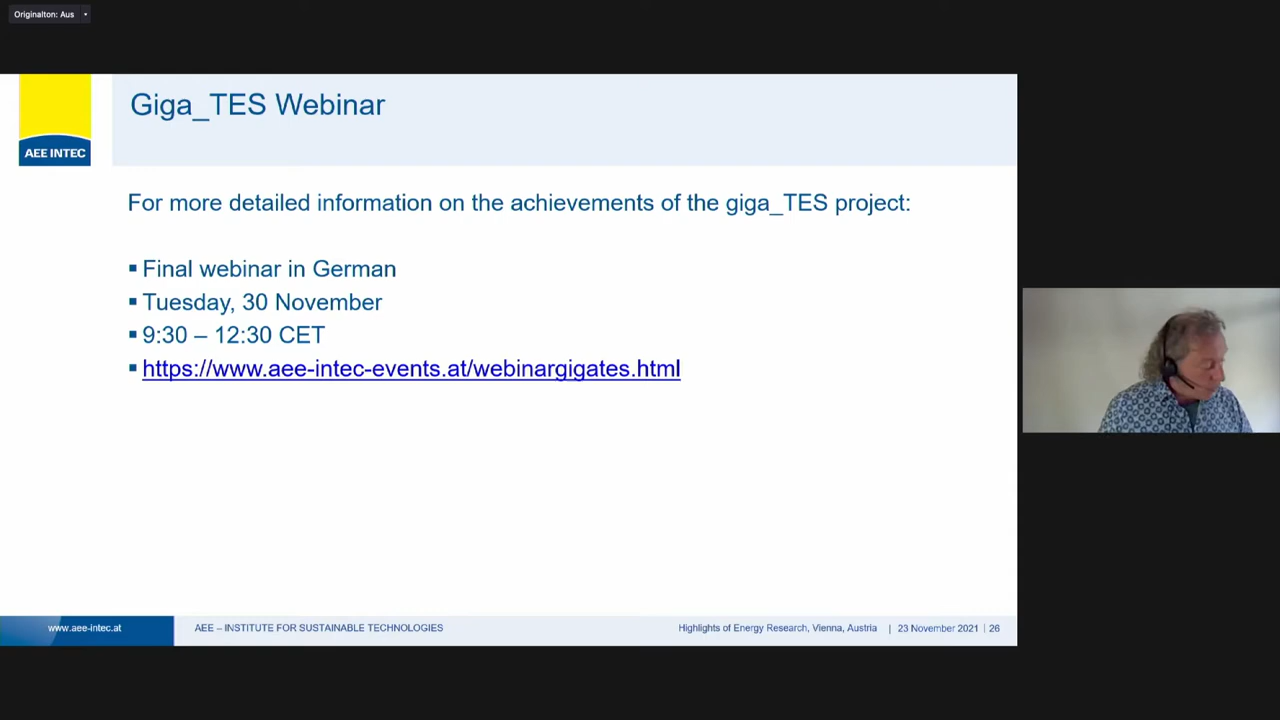 Originalton: Aus
Giga_TES Webinar
AEE INTEC
For more detailed information on the achievements of the giga_TES project:
Final webinar in German
Tuesday, 30 November
9:30 – 12:30 CET
https://www.aee-intec-events.at/webinargigates.html
www.aee-intec.at
AEE – INSTITUTE FOR SUSTAINABLE TECHNOLOGIES
Highlights of Energy Research, Vienna, Austria | 23 November 2021 | 26